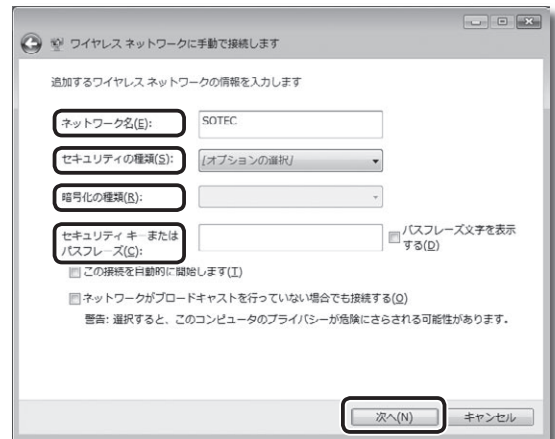 ワイヤレス ネットワークに手動で接続します
追加するワイヤレス ネットワークの情報を入力します
ネットワーク名(E):
SOTEC
セキュリティの種類(S):
[オプションの選択]
暗号化の種類(R):
セキュリティ キーまたは
パスフレーズ(C):
パスフレーズ文字を表示
する(D)
この接続を自動的に開始します(T)
ネットワークがブロードキャストを行っていない場合でも接続する(O)
警告: 選択すると、このコンピュータのプライバシーが危険にさらされる可能性があります。
次へ(N)
キャンセル